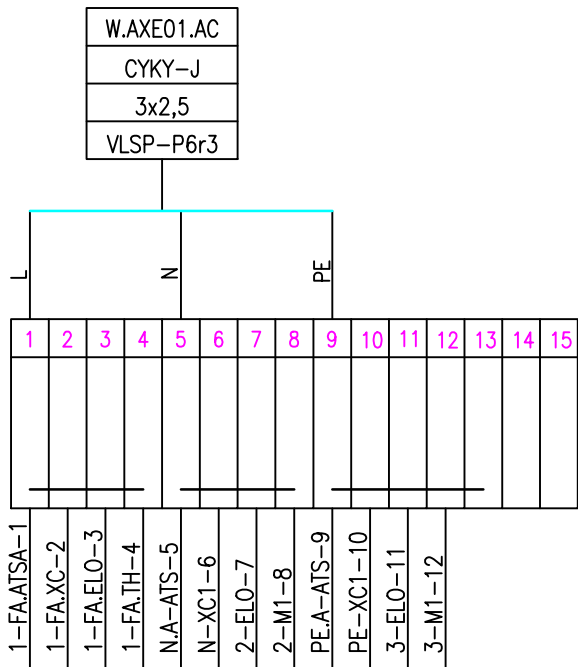 W.AXE01.AC
CYKY-J
3x2,5
VLSP-P6r3
L
N
PE
1 2 3 4 5 6 7 8 9 10 11 12 13 14 15
1-FA.ATSA-1
1-FA.XC-2
1-FA.ELO-3
1-FA.TH-4
N.A-ATS-5
N-XC1-6
2-ELO-7
2-M1-8
PE.A-ATS-9
PE-XC1-10
3-ELO-11
3-M1-12